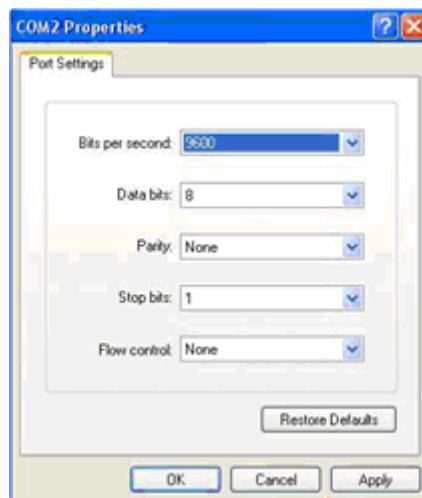 COM2 Properties
Port Settings
Bits per second: 9600
Data bits: 8
Parity: None
Stop bits: 1
Flow control: None
Restore Defaults
OK Cancel Apply